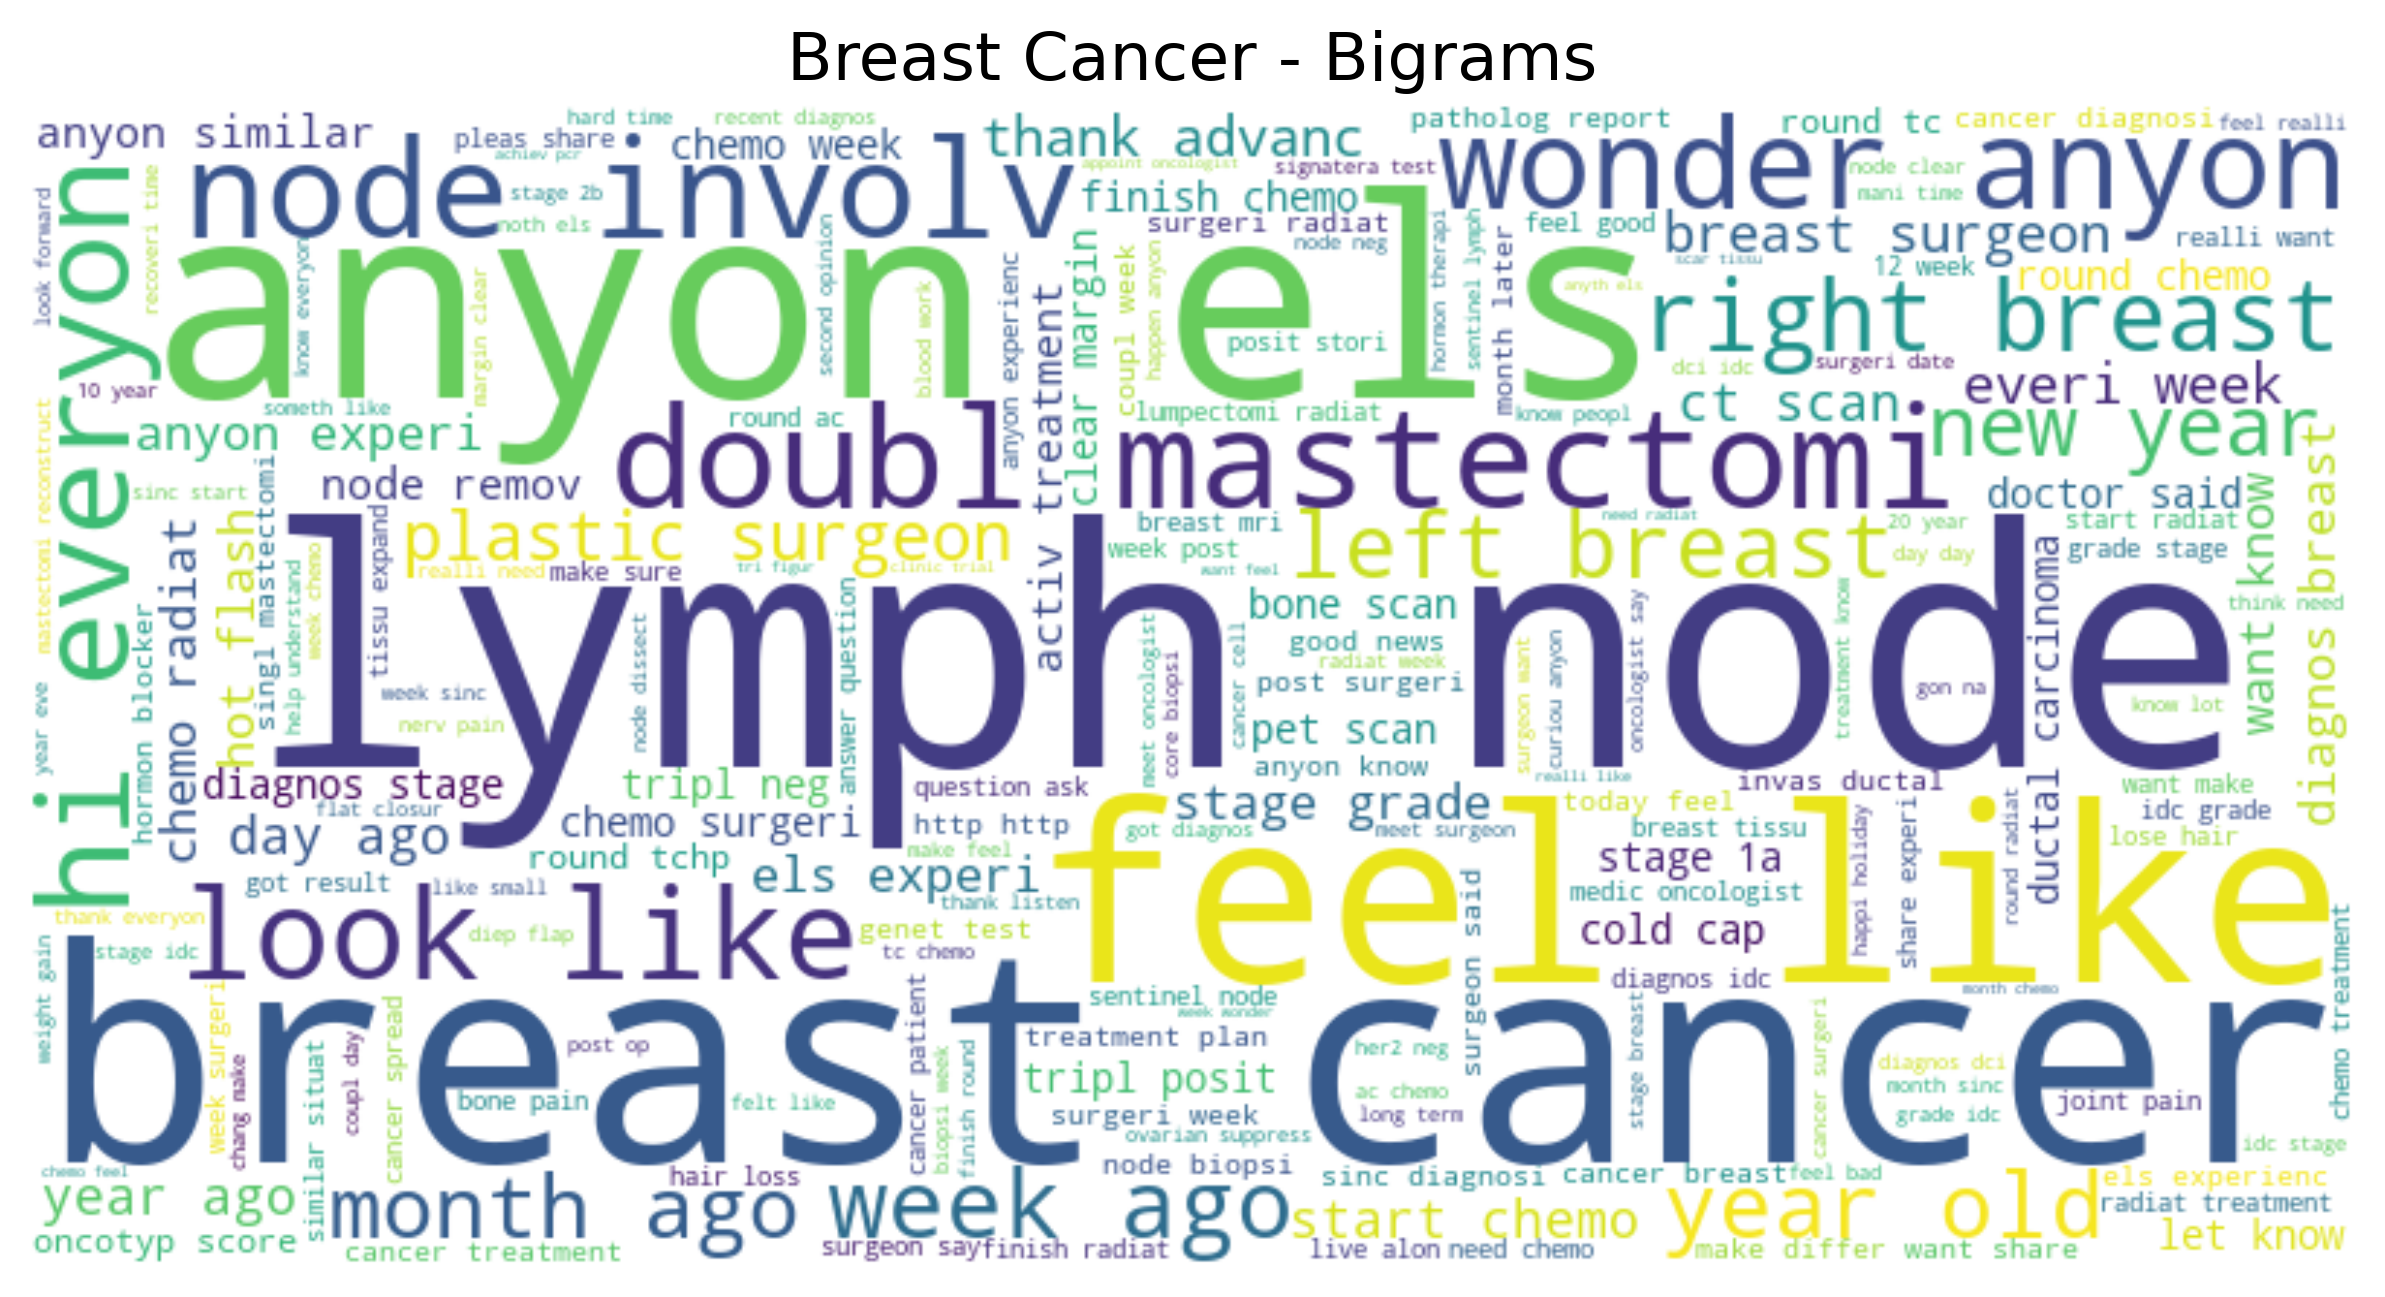 Breast Cancer - Bigrams
hard time
recent diagnos
anyon similar
pleas share
achiev pcr
chemo week
thank advanc
patholog report
round tc
cancer diagnosi
feel realli
appoint oncologist
signatera test
wonder anyon
node clear
mani time
node involv
stage 2b
noth els
finish chemo
surgeri radiat
node neg
feel good
breast surgeon
realli want
scar tissu
12 week
round chemo
look forward
recoveri time
hi everyon
know everyon
margin clear
second opinion
blood work
anyon experienc
clear margin
coupl week
happen anyon
hormon therapi
sentinel lymph
month later
anyon els
anyth els
posit stori
right breast
dci idc
surgeri date
everi week
10 year
someth like
round ac
lumpectomi radiat
know peopl
ct scan
new year
anyon experi
doubl mastectomi
node remov
sinc start
doctor said
mastectomi reconstruct
chemo radiat
hot flash
singl mastectomi
help understand
week chemo
tissu expand
plastic surgeon
realli need
make sure
tri figur
clinic trial
activ treatment
breast mri
week post
want feel
left breast
need radiat
20 year
day day
start radiat
grade stage
want know
diagnos breast
ductal carcinoma
think need
bone scan
good news
radiat week
post surgeri
pet scan
anyon know
realli like
lymph node
week sinc
nerv pain
node dissect
answer question
meet oncologist
core biopsi
cancer cell
surgeon want
curiou anyon
oncologist say
treatment know
gon na
know lot
year eve
hormon blocker
diagnos stage
flat closur
tripl neg
question ask
invas ductal
want make
idc grade
lose hair
day ago
chemo surgeri
http http
stage grade
got diagnos
meet surgeon
today feel
breast tissu
round tchp
make feel
els experi
thank listen
feel like
stage 1a
medic oncologist
cold cap
happi holiday
share experi
round radiat
got result
like small
look like
diep flap
genet test
tc chemo
thank everyon
stage idc
surgeon said
diagnos idc
month chemo
chemo treatment
weight gain
week surgeri
chang make
similar situat
coupl day
cancer spread
breast cancer
post op
bone pain
felt like
cancer patient
biopsi week
finish round
sentinel node
week wonder
treatment plan
her2 neg
tripl posit
ac chemo
long term
surgeri week
ovarian suppress
stage breast
cancer surgeri
diagnos dci
month sinc
grade idc
joint pain
idc stage
chemo feel
hair loss
node biopsi
sinc diagnosi
cancer breast
feel bad
els experienc
year ago
month ago
week ago
start chemo
year old
radiat treatment
let know
oncotyp score
cancer treatment
surgeon say
finish radiat
live alon
need chemo
make differ
want share